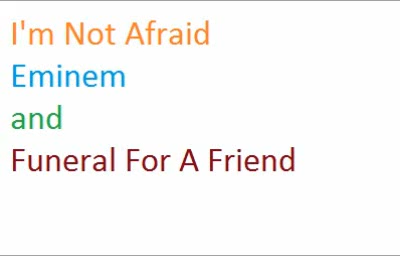 I'm Not Afraid
Eminem
and
Funeral For A Friend